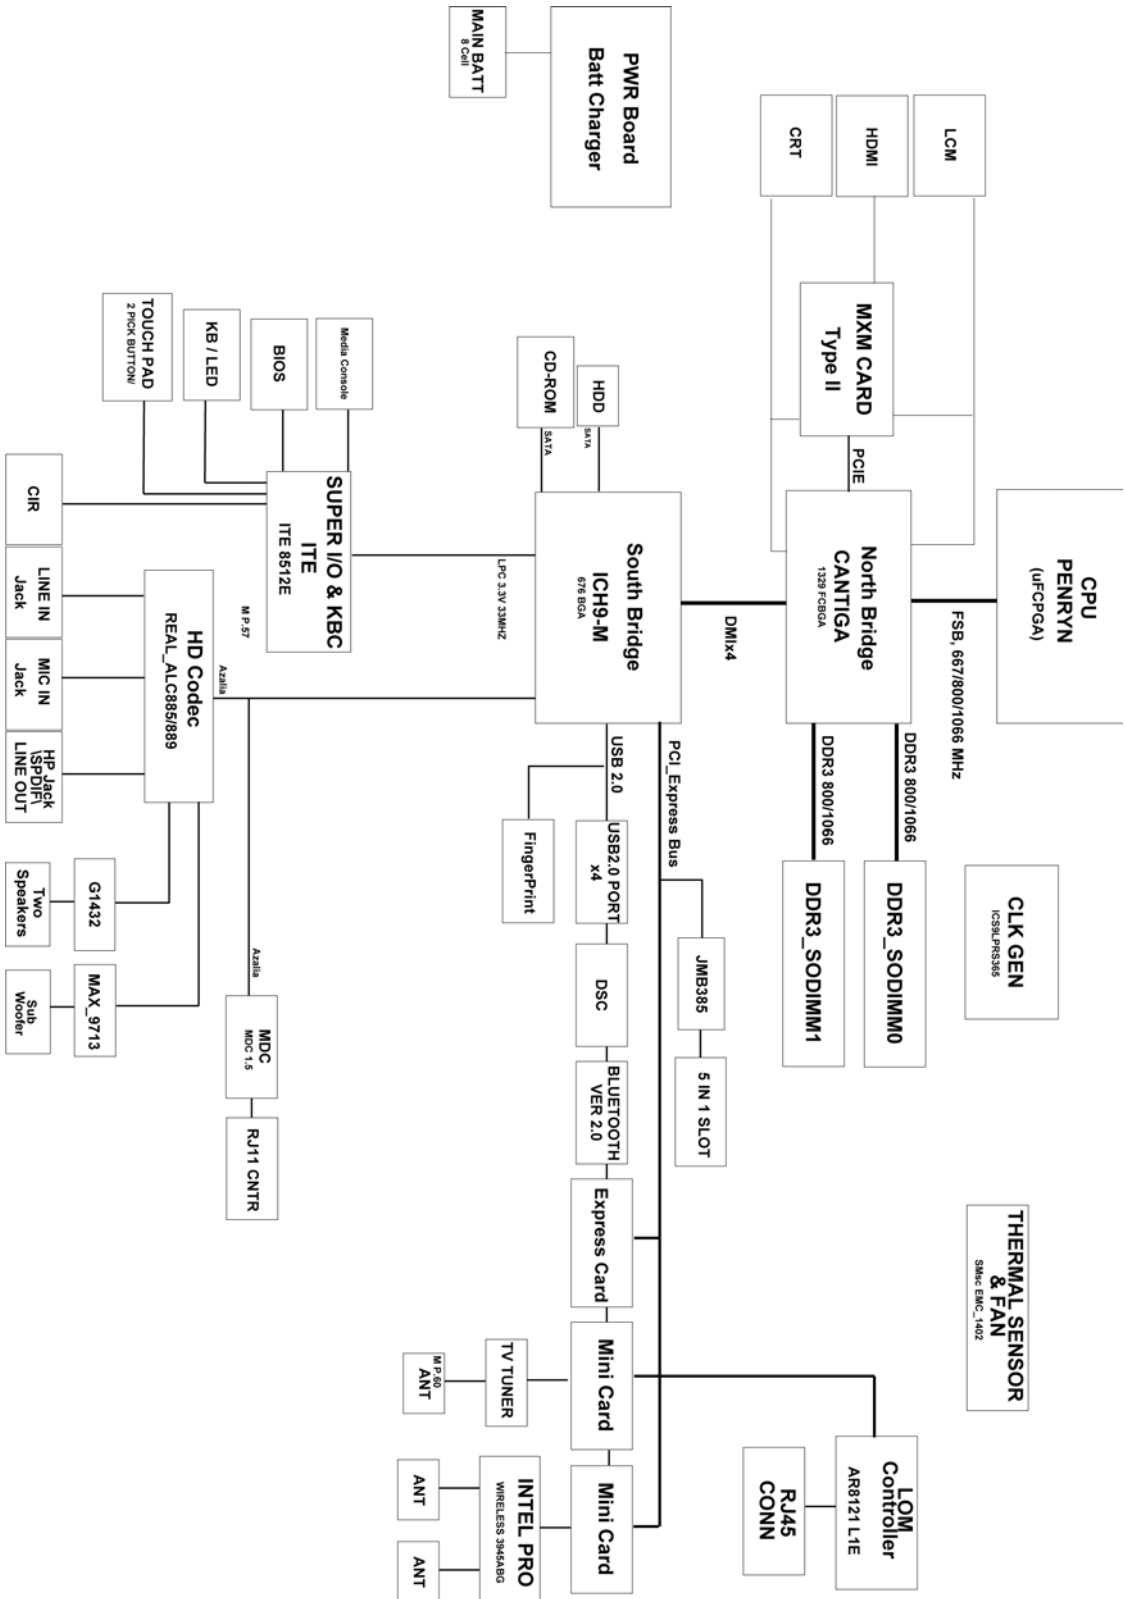 CPU
PENRYN
(uFCPGA)
CLK GEN
ICS9LPRS365
THERMAL SENSOR
& FAN
SMsc EMC_1402
FSB, 667/800/1066 MHz
LCM
HDMI
CRT
MXM CARD
Type II
PCIE
North Bridge
CANTIGA
1329 FCBGA
DDR3 800/1066
DDR3_SODIMM0
DDR3 800/1066
DDR3_SODIMM1
LOM
Controller
AR8121 L1E
RJ45
CONN
DMIx4
PWR Board
Batt Charger
MAIN BATT
8 Cell
HDD
SATA
CD-ROM
SATA
South Bridge
ICH9-M
676 BGA
PCI_Express Bus
JMB385
5 IN 1 SLOT
USB 2.0
USB2.0 PORT
x4
DSC
BLUETOOTH
VER 2.0
Express Card
Mini Card
Mini Card
FingerPrint
TV TUNER
M P.60
ANT
INTEL PRO
WIRELESS 3945ABG
ANT
ANT
LPC 3.3V 33MHZ
Media Console
BIOS
KB / LED
TOUCH PAD
2 PICK BUTTON/
SUPER I/O & KBC
ITE
ITE 8512E
M P.57
Azalia
Azalia
MDC
MDC 1.5
RJ11 CNTR
HD Codec
REAL_ALC885/889
CIR
LINE IN
Jack
MIC IN
Jack
HP Jack
\SPDIF\
LINE OUT
G1432
Two
Speakers
MAX_9713
Sub
Woofer